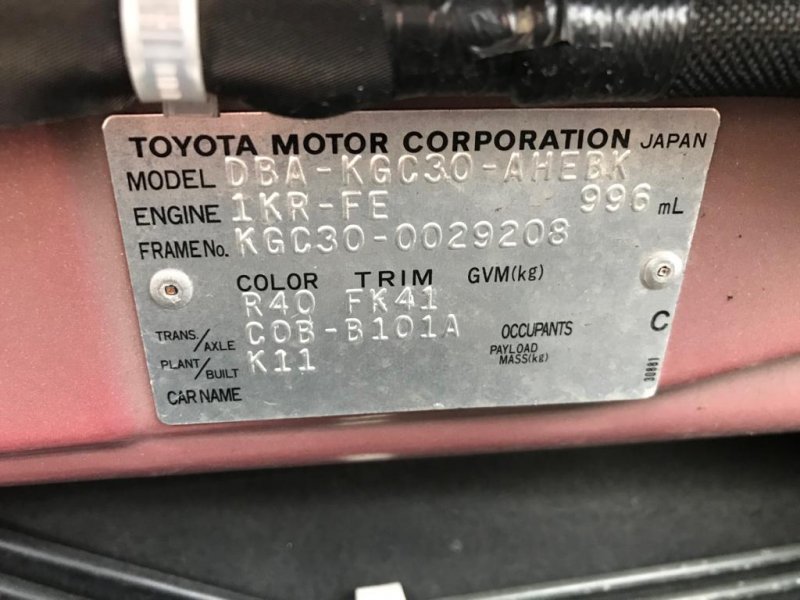 TOYOTA MOTOR CORPORATION JAPAN
MODEL DBA-KGC30-AHEBK
ENGINE 1KR-FE 996 mL
FRAME No. KGC30-0029208
COLOR TRIM GVM(kg)
R40 FK41
TRANS./AXLE C0B-B101A OCCUPANTS C
PAYLOAD MASS(kg)
PLANT/BUILT K11
CAR NAME
30881